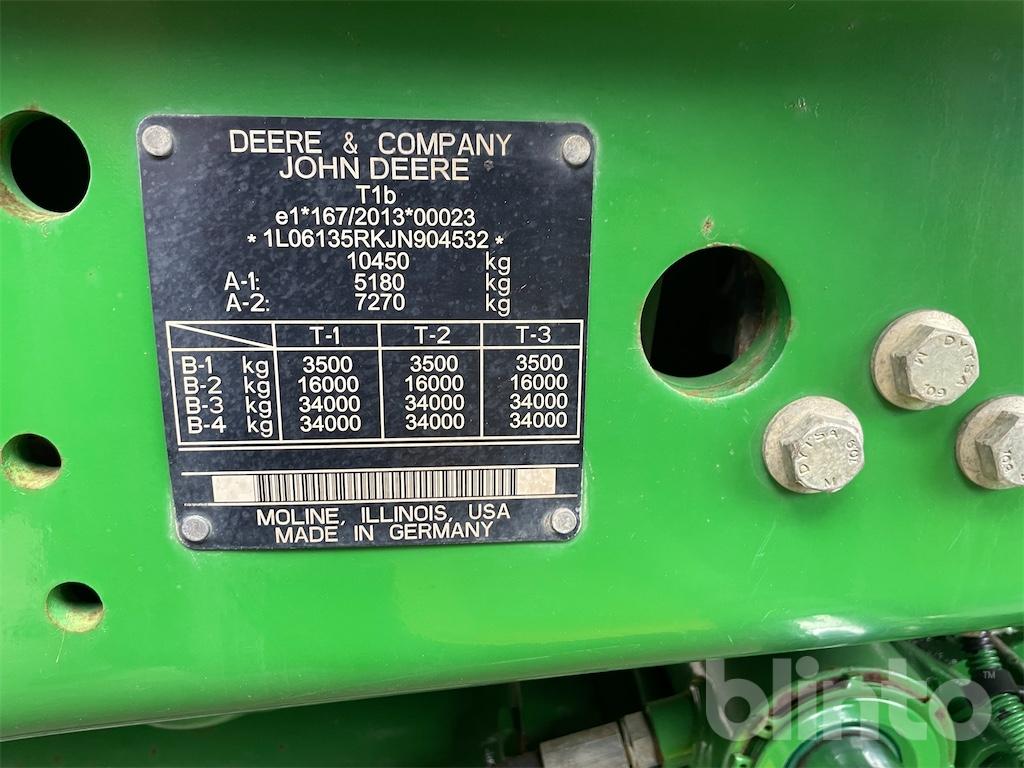 DEERE & COMPANY
JOHN DEERE
T1b
e1*167/2013*00023
*1L06135RKJN904532*
10450 kg
A-1: 5180 kg
A-2: 7270 kg
T-1 T-2 T-3
B-1 kg 3500 3500 3500
B-2 kg 16000 16000 16000
B-3 kg 34000 34000 34000
B-4 kg 34000 34000 34000
MOLINE, ILLINOIS, USA
MADE IN GERMANY
blinto™